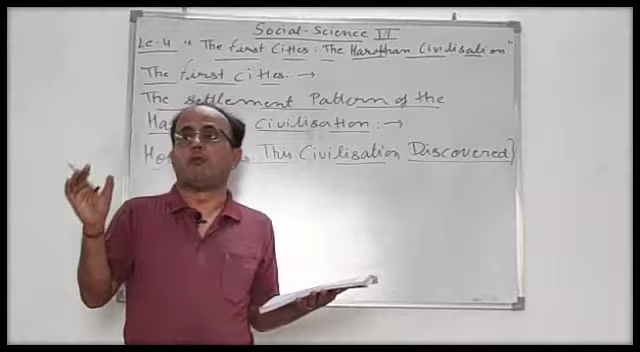 Social-Science VI
Le-4 "The first Cities: The Harappan Civilisation"
The first Cities. →
The settlement Pattern of the
Civilisation :→
This Civilisation Discovered}